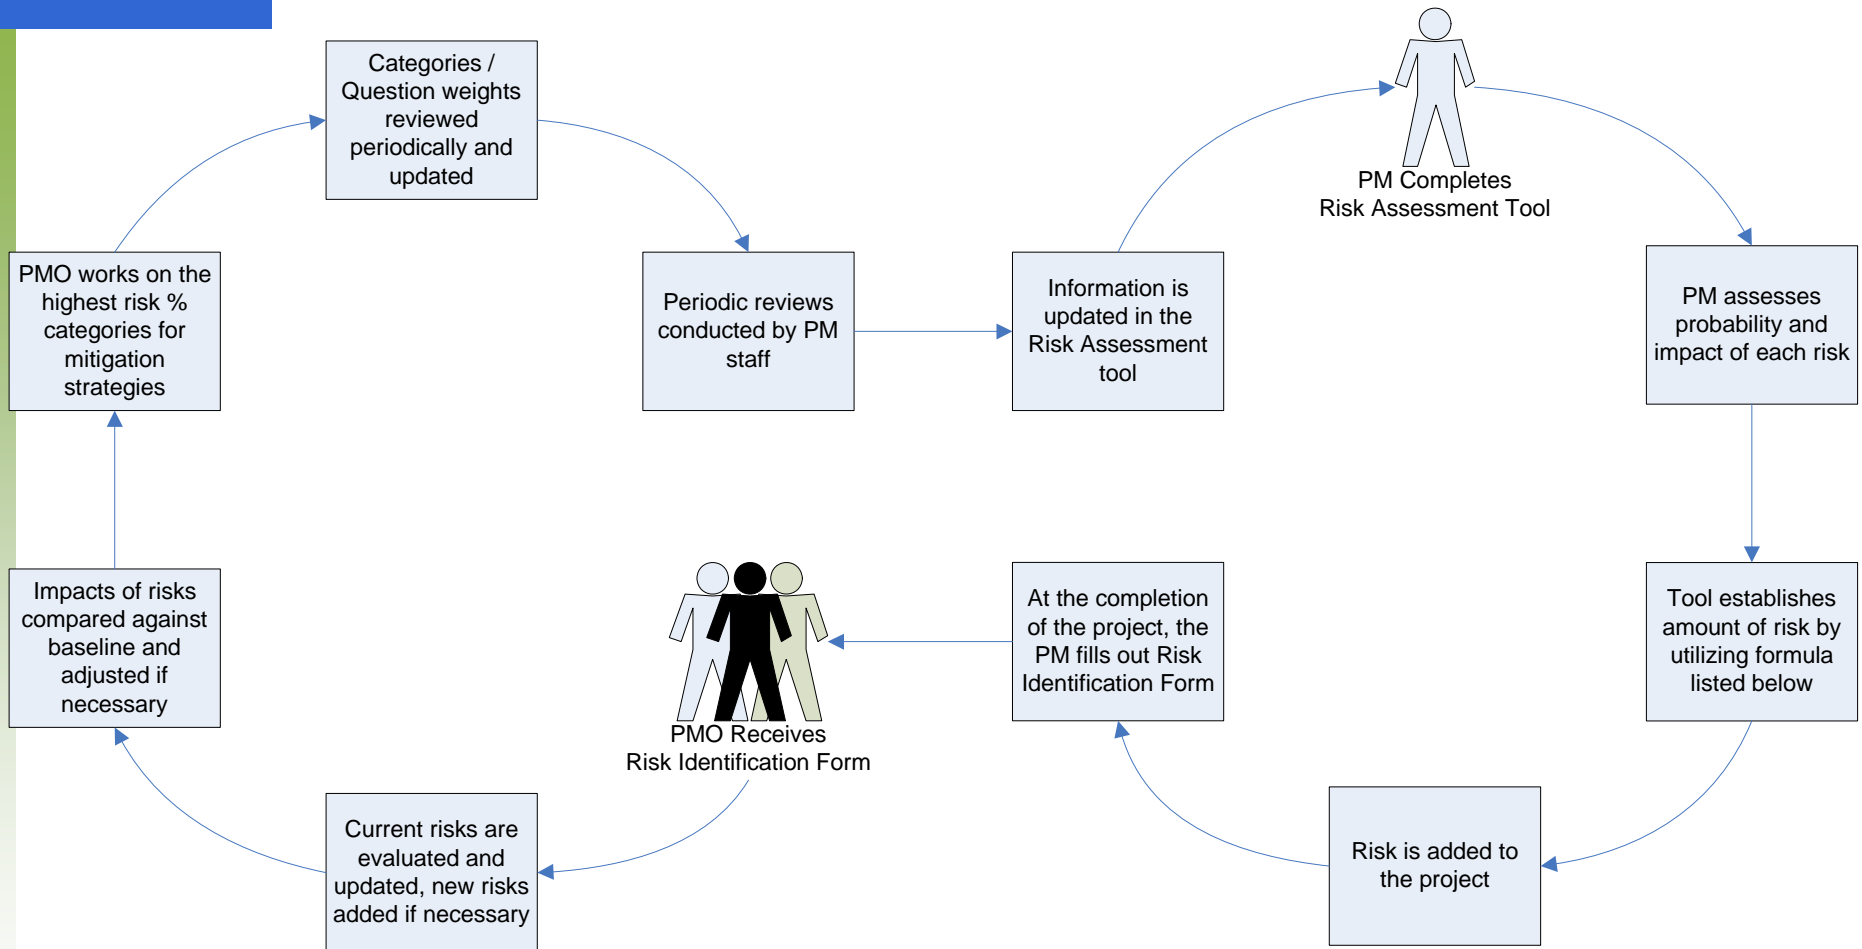 Categories /
Question weights
reviewed
periodically and
updated
PM Completes
Risk Assessment Tool
PMO works on the
highest risk %
categories for
mitigation
strategies
Periodic reviews
conducted by PM
staff
Information is
updated in the
Risk Assessment
tool
PM assesses
probability and
impact of each risk
Impacts of risks
compared against
baseline and
adjusted if
necessary
PMO Receives
Risk Identification Form
At the completion
of the project, the
PM fills out Risk
Identification Form
Tool establishes
amount of risk by
utilizing formula
listed below
Current risks are
evaluated and
updated, new risks
added if necessary
Risk is added to
the project